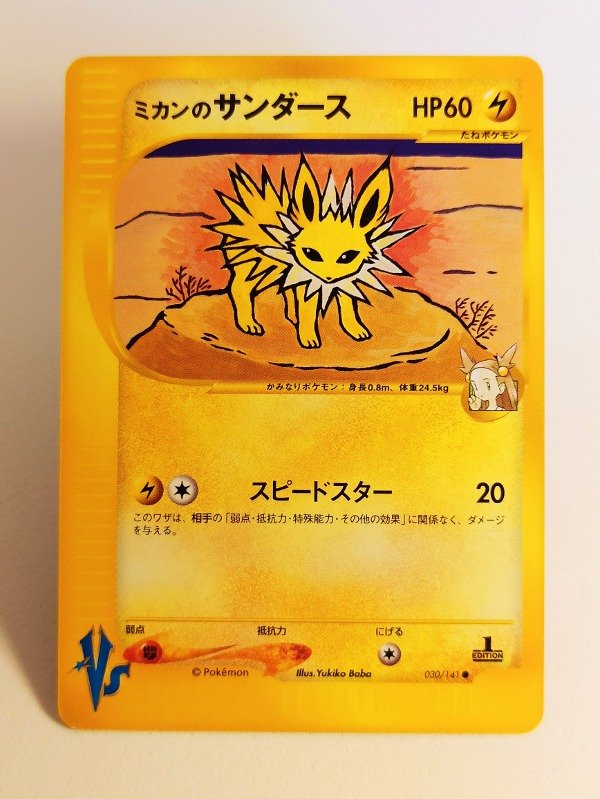 ミカンのサンダース HP60
たねポケモン
かみなりポケモン：身長0.8m、体重24.5kg
スピードスター 20
このワザは、相手の「弱点・抵抗力・特殊能力・その他の効果」に関係なく、ダメージ
を与える。
弱点 抵抗力 にげる
VS
© Pokémon Illus. Yukiko Baba 030/141
1
EDITION